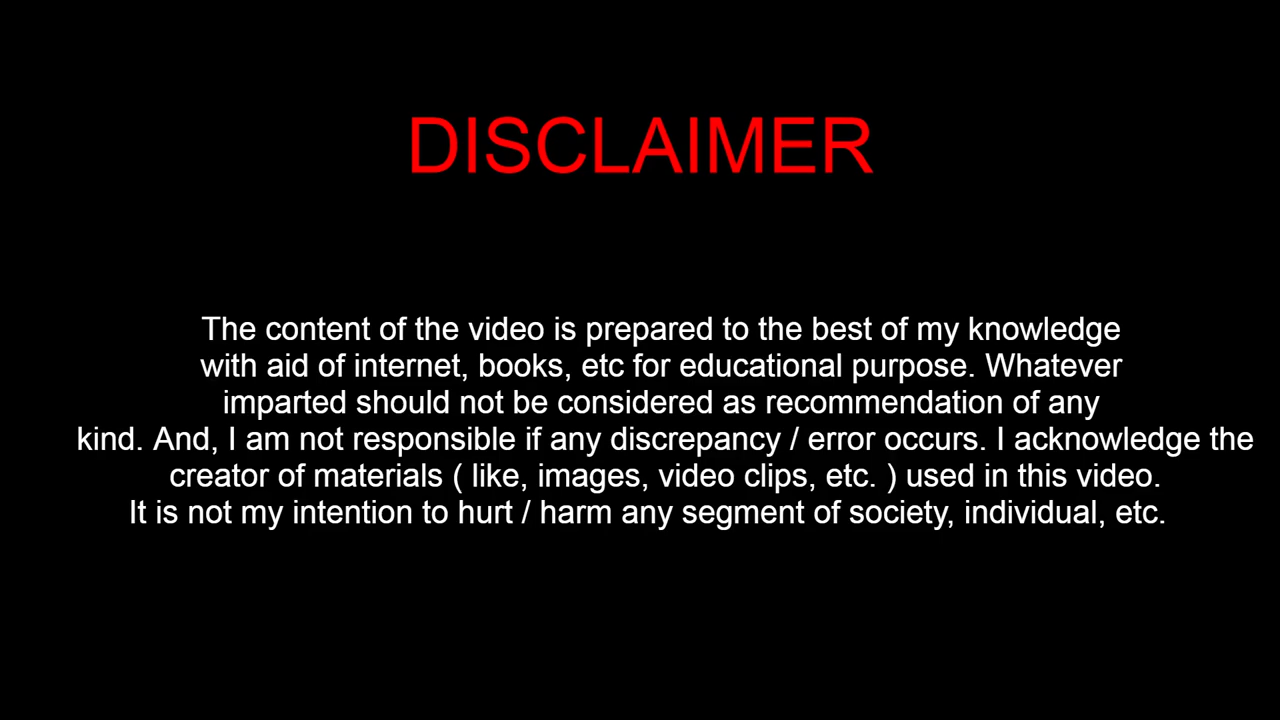 DISCLAIMER
The content of the video is prepared to the best of my knowledge
with aid of internet, books, etc for educational purpose. Whatever
imparted should not be considered as recommendation of any
kind. And, I am not responsible if any discrepancy / error occurs. I acknowledge the
creator of materials ( like, images, video clips, etc. ) used in this video.
It is not my intention to hurt / harm any segment of society, individual, etc.